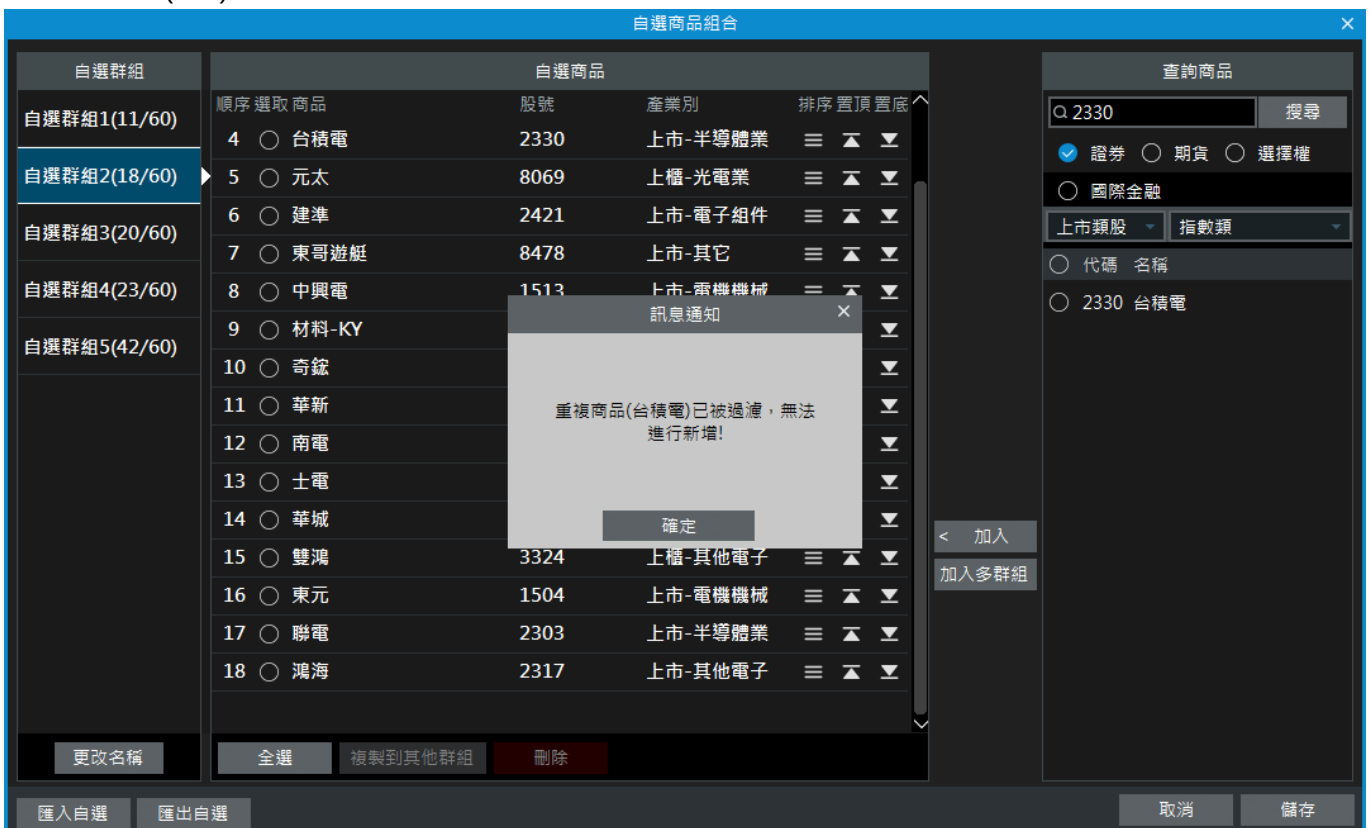 自選商品組合
自選群組
自選群組1(11/60)
自選群組2(18/60)
自選群組3(20/60)
自選群組4(23/60)
自選群組5(42/60)
更改名稱
自選商品
順序 選取 商品 股號 產業別 排序 置頂 置底
4 台積電 2330 上市-半導體業
5 元太 8069 上櫃-光電業
6 建準 2421 上市-電子組件
7 東哥遊艇 8478 上市-其它
8 中興電 1513 上市-電機機械
9 材料-KY
10 奇鋐
11 華新
12 南電
13 士電
14 華城
15 雙鴻 3324 上櫃-其他電子
16 東元 1504 上市-電機機械
17 聯電 2303 上市-半導體業
18 鴻海 2317 上市-其他電子
全選 複製到其他群組 刪除
訊息通知
重複商品(台積電)已被過濾，無法
進行新增!
確定
< 加入
加入多群組
查詢商品
2330 搜尋
證券 期貨 選擇權
國際金融
上市類股 指數類
代碼 名稱
2330 台積電
匯入自選 匯出自選 取消 儲存